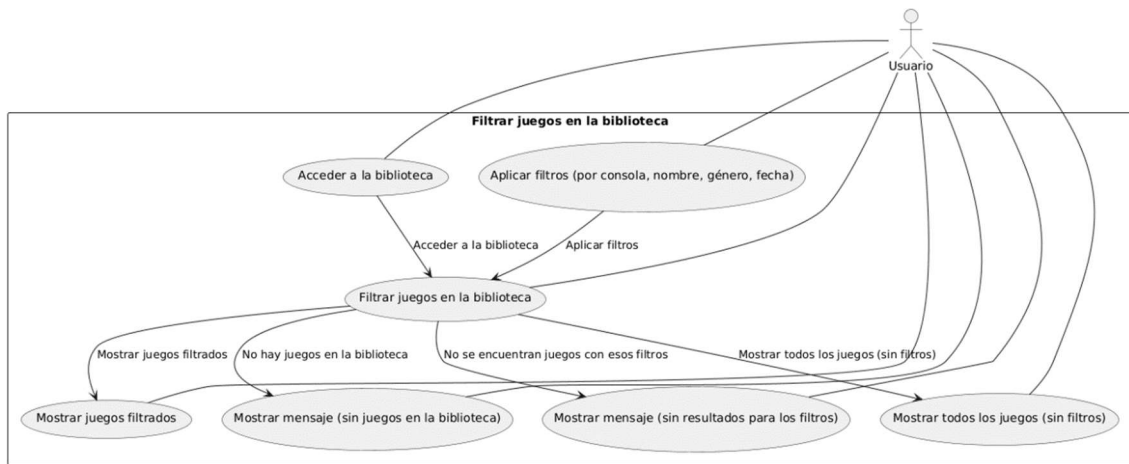 Usuario
Filtrar juegos en la biblioteca
Acceder a la biblioteca
Aplicar filtros (por consola, nombre, género, fecha)
Acceder a la biblioteca
Aplicar filtros
Filtrar juegos en la biblioteca
Mostrar juegos filtrados
No hay juegos en la biblioteca
No se encuentran juegos con esos filtros
Mostrar todos los juegos (sin filtros)
Mostrar juegos filtrados
Mostrar mensaje (sin juegos en la biblioteca)
Mostrar mensaje (sin resultados para los filtros)
Mostrar todos los juegos (sin filtros)